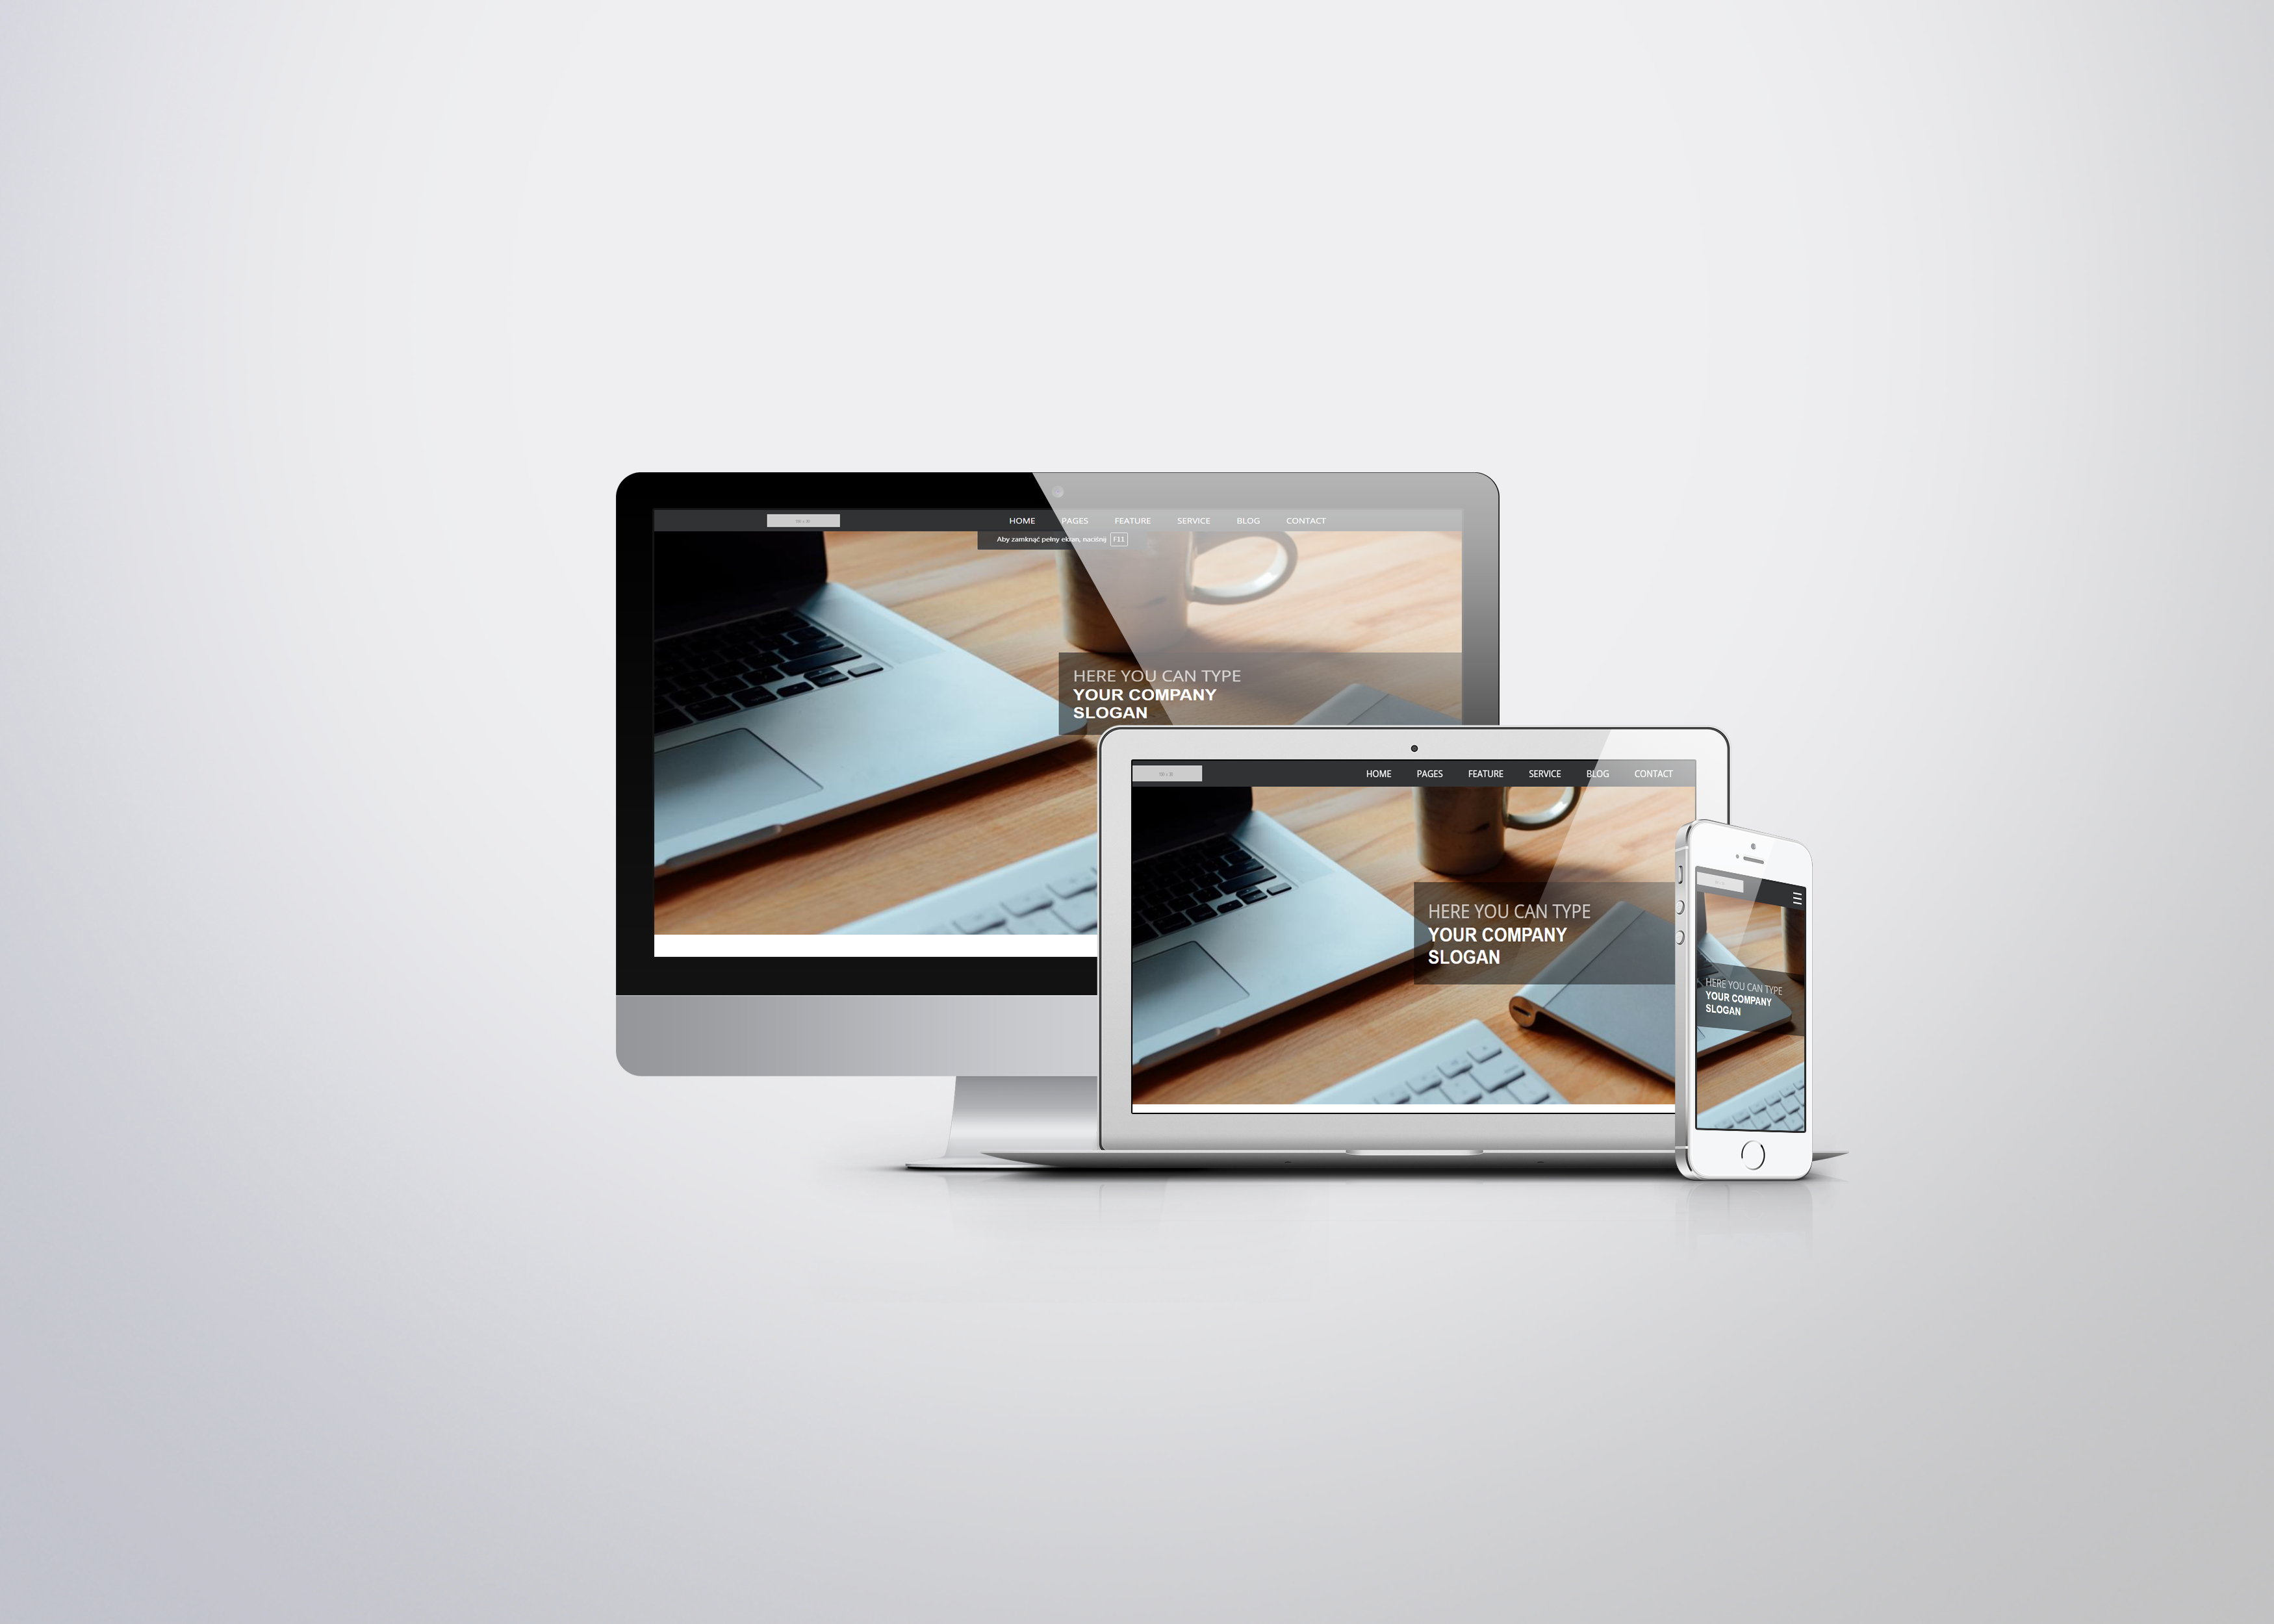 HOME PAGES FEATURE SERVICE BLOG CONTACT
Aby zamknąć pełny ekran, naciśnij F11
HERE YOU CAN TYPE
YOUR COMPANY
SLOGAN
HOME PAGES FEATURE SERVICE BLOG CONTACT
HERE YOU CAN TYPE
YOUR COMPANY
SLOGAN
HERE YOU CAN TYPE
YOUR COMPANY
SLOGAN